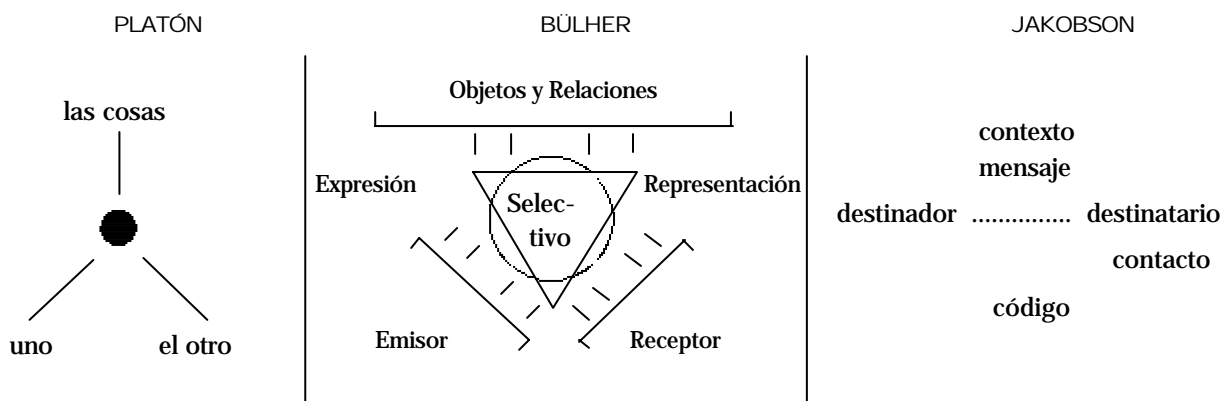 PLATÓN
las cosas
uno el otro
BÜLHER
Objetos y Relaciones
Expresión
Representación
Selec-
tivo
Emisor
Receptor
JAKOBSON
contexto
mensaje
destinador .............. destinatario
contacto
código